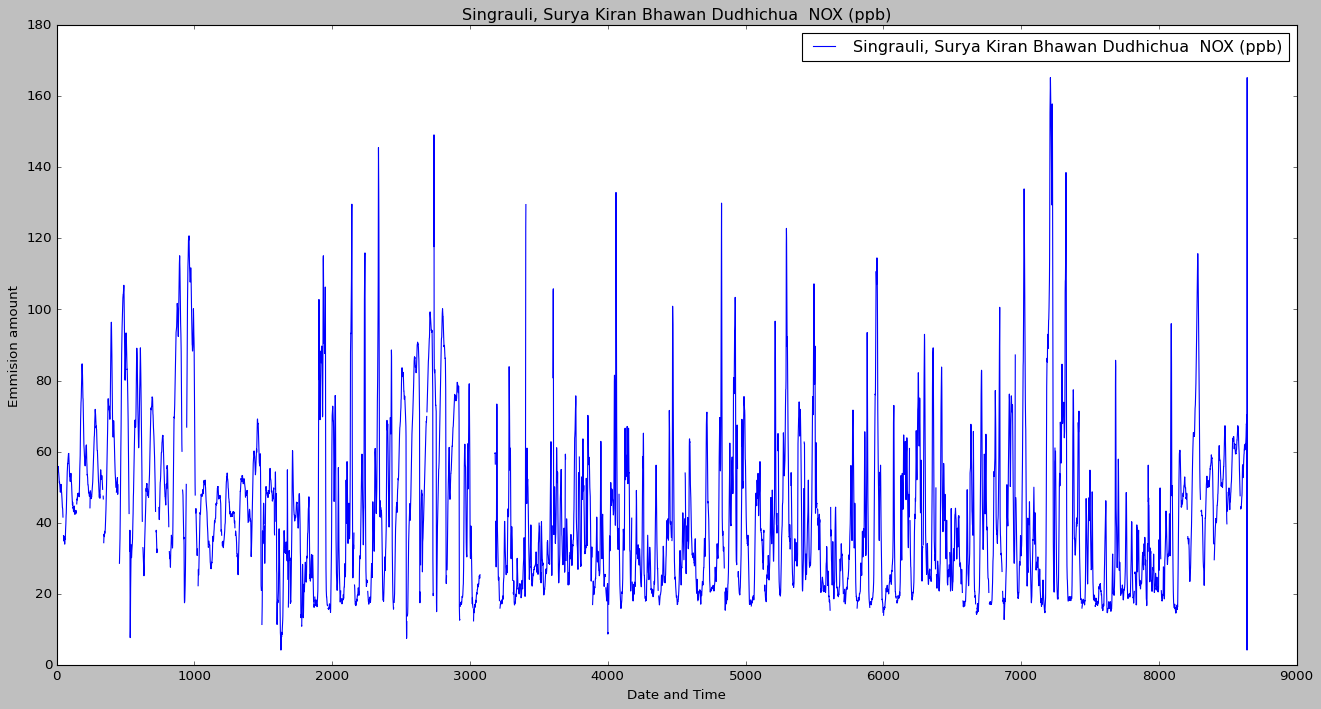 Singrauli, Surya Kiran Bhawan Dudhichua  NOX (ppb)
Singrauli, Surya Kiran Bhawan Dudhichua  NOX (ppb)
180
160
140
120
100
80
60
40
20
0
Emmision amount
0 1000 2000 3000 4000 5000 6000 7000 8000 9000
Date and Time